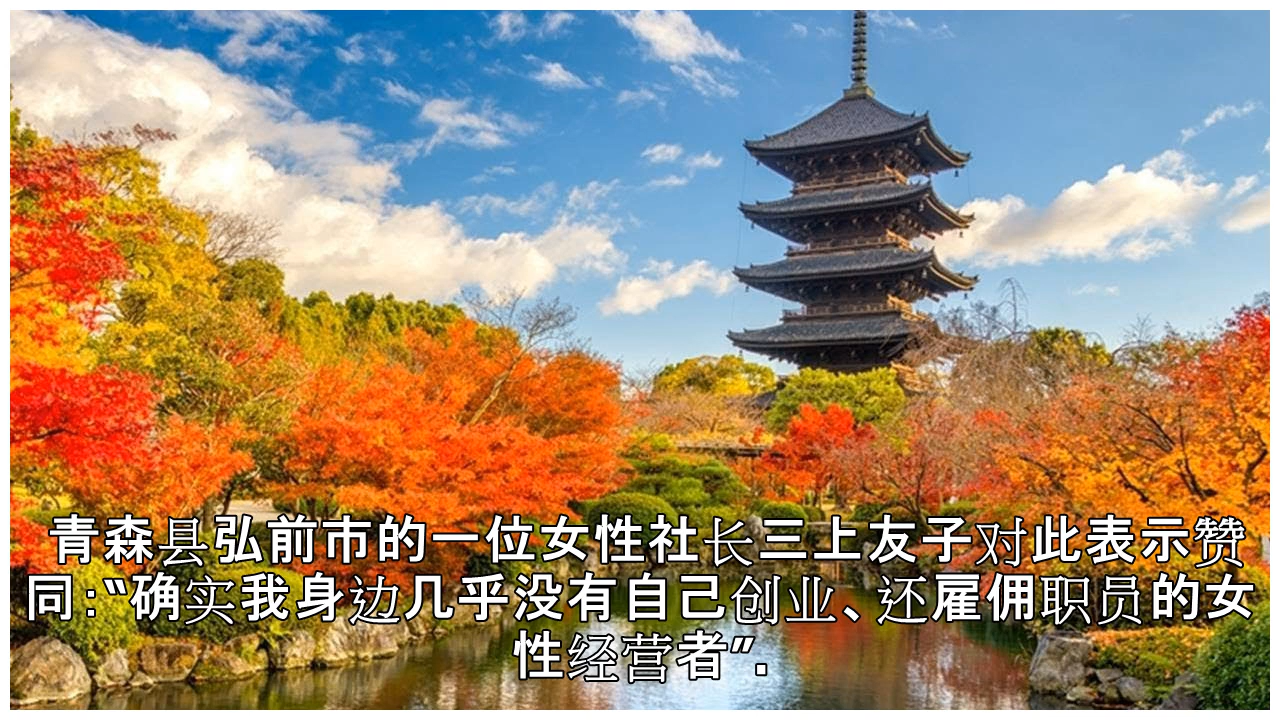 青森县弘前市的一位女性社长三上友子对此表示赞
同:“确实我身边几乎没有自己创业、还雇佣职员的女
性经营者”.